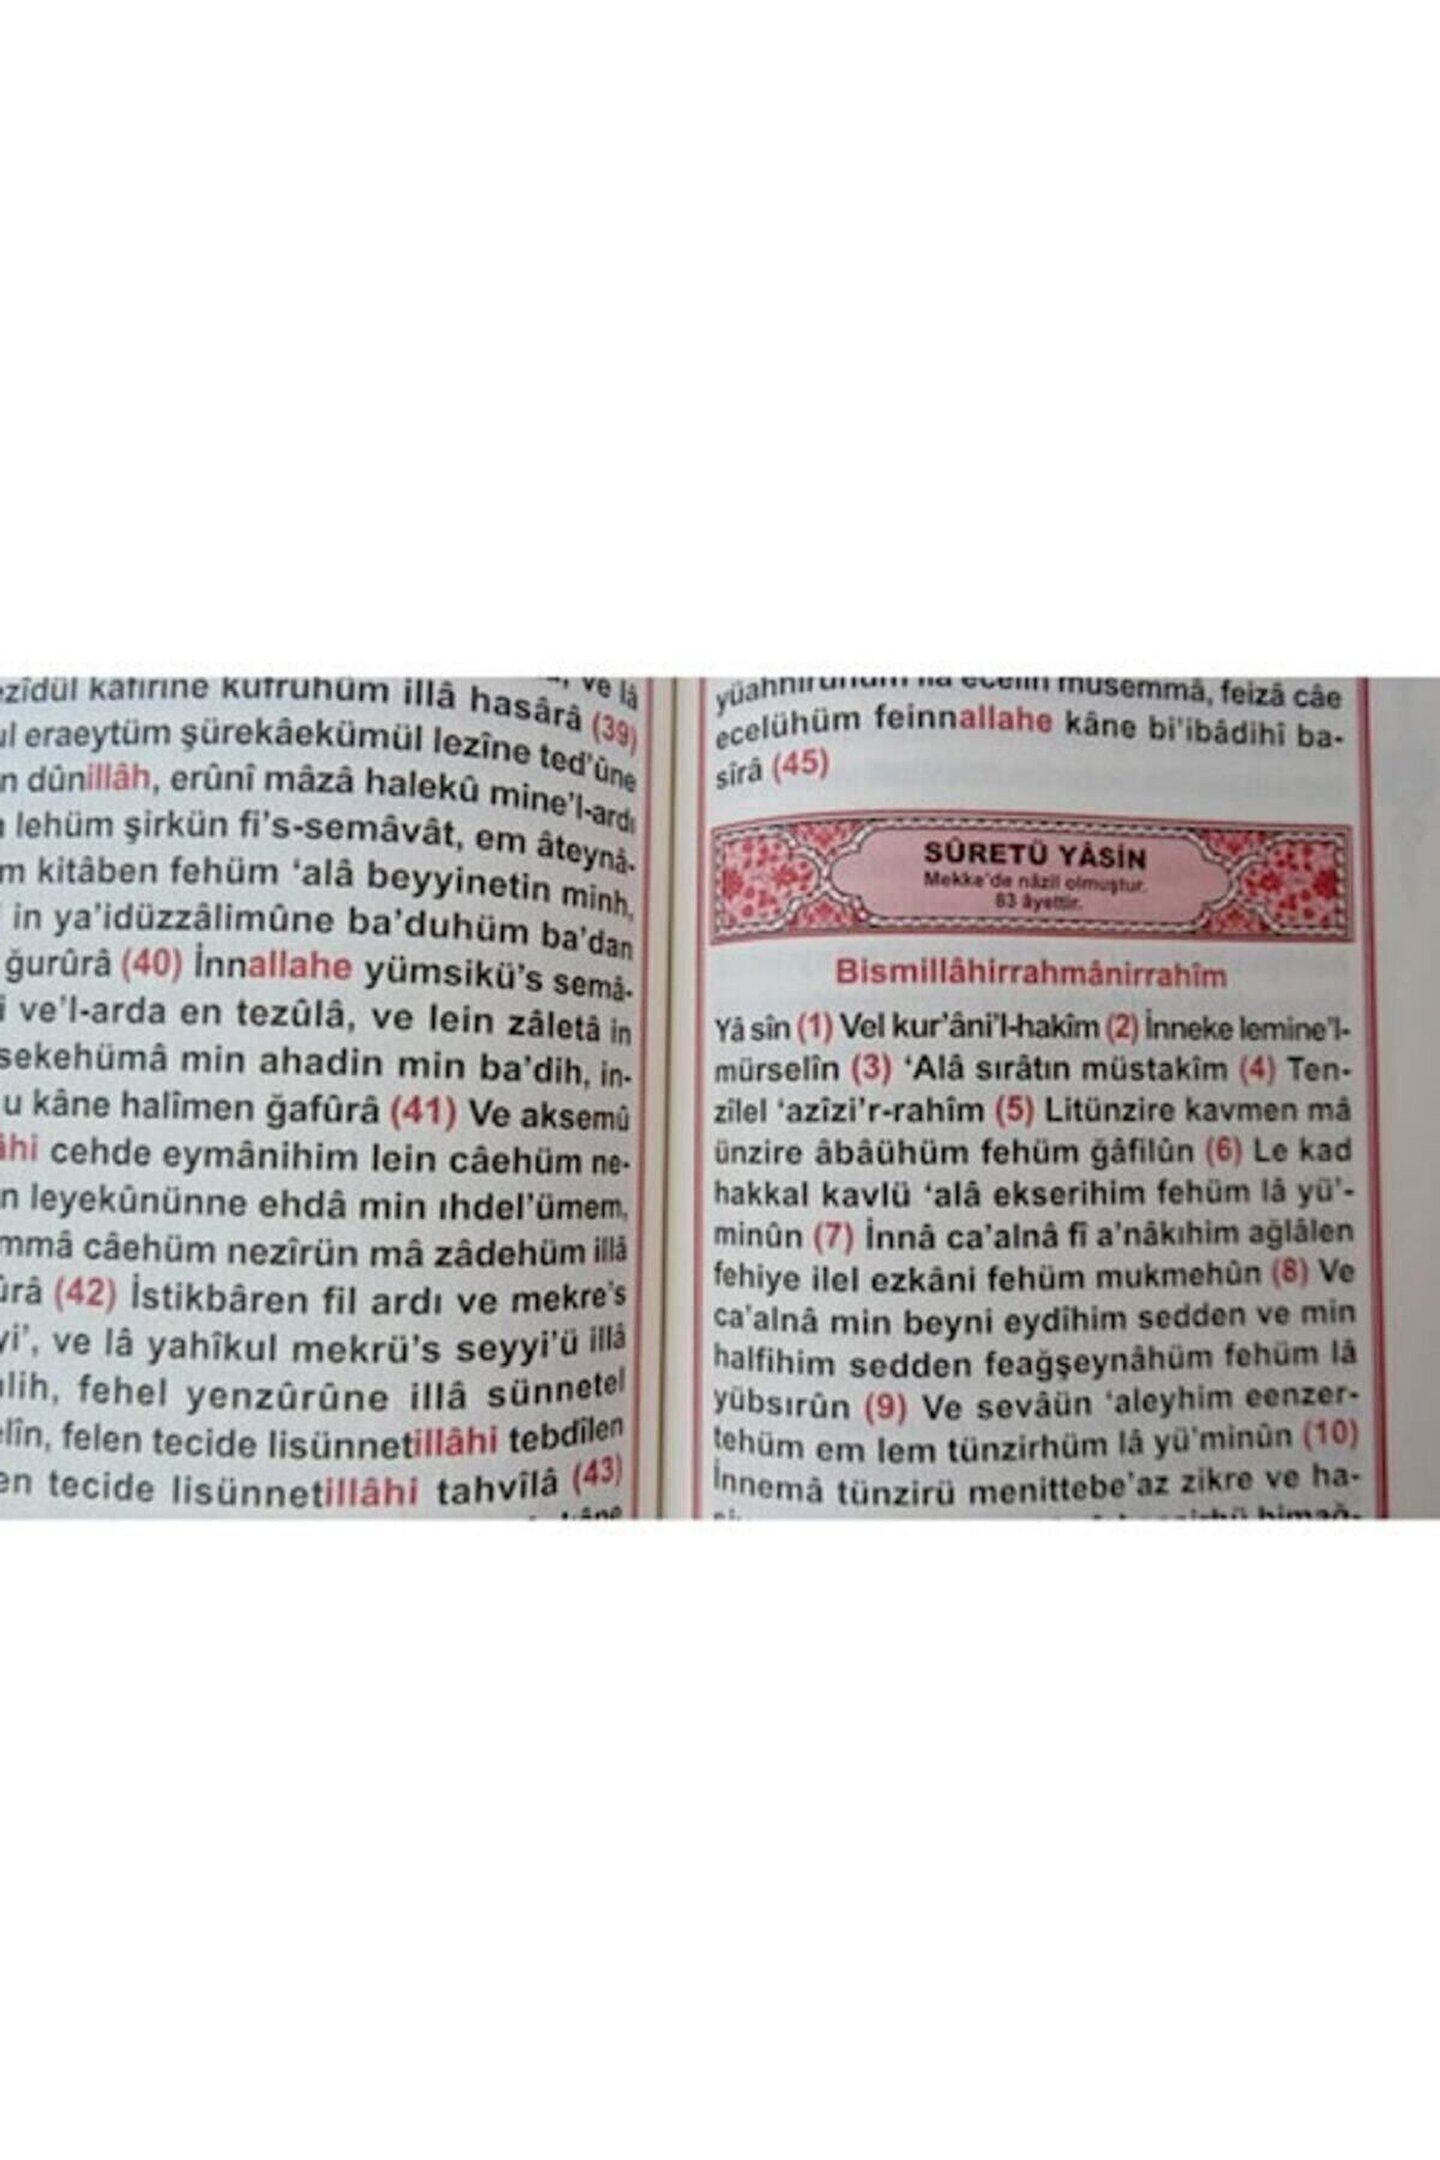 illâ hasârâ (39)
eraeytüm şürekâekümül lezîne ted'ûne
dûnillâh, erûnî mâzâ halekû mine'l-ardı
lehüm şirkün fi's-semâvât, em âteynâ-
kitâben fehüm ‘alâ beyyinetin minh,
in ya'idüzzâlimûne ba'duhüm ba'dan
ğurûrâ (40) İnnallahe yümsikü's semâ-
ve'l-arda en tezûlâ, ve lein zâletâ in
sekehümâ min ahadin min ba'dih, in-
kâne halîmen ğafûrâ (41) Ve aksemû
cehde eymânihim lein câehüm ne-
leyekûnünne ehdâ min ıhdel'ümem,
câehüm nezîrün mâ zâdehüm illâ
(42) İstikbâren fil ardı ve mekre's
ve lâ yahîkul mekrü's seyyi'ü illâ
fehel yenzûrûne illâ sünnetel
felen tecide lisünnetillâhi tebdîlen
tecide lisünnetillâhi tahvîlâ (43)
müsemmâ, feizâ câe
ecelühüm feinnallahe kâne bi'ibâdihî ba-
sîrâ (45)
SÛRETÜ YÂSİN
Mekke'de nâzil olmuştur.
83 âyettir.
Bismillâhirrahmânirrahîm
Yâ sîn (1) Vel kur'âni'l-hakîm (2) İnneke lemine'l-
mürselîn (3) ‘Alâ sırâtın müstakîm (4) Ten-
zîlel ‘azîzi'r-rahîm (5) Litünzire kavmen mâ
ünzire âbâühüm fehüm ğâfilûn (6) Le kad
hakkal kavlü ‘alâ ekserihim fehüm lâ yü'-
minûn (7) İnnâ ca'alnâ fî a'nâkıhim ağlâlen
fehiye ilel ezkâni fehüm mukmehûn (8) Ve
ca'alnâ min beyni eydîhim sedden ve min
halfihim sedden feağşeynâhüm fehüm lâ
yübsırûn (9) Ve sevâün ‘aleyhim eenzer-
tehüm em lem tünzirhüm lâ yü'minûn (10)
İnnemâ tünzirü menittebe'az zikre ve ha-